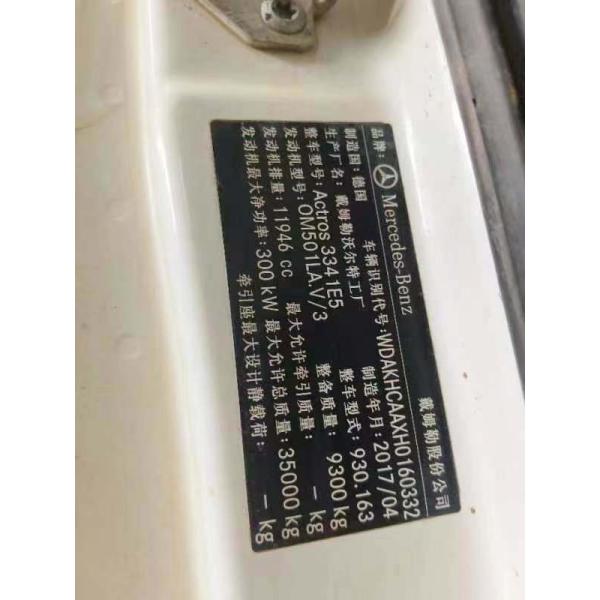 品牌: Mercedes-Benz 戴姆勒股份公司
制造国: 德国 车辆识别代号: WDAKHCAAXH0160332
生产厂名: 戴姆勒沃尔特工厂 制造年月: 2017/04
整车型号: Actros 3341E5 整车型式: 930.163
发动机型号: OM501LA.V/3 整备质量: 9300kg
发动机排量: 11946 cc 最大允许牵引质量: - kg
发动机最大净功率: 300 kW 最大允许总质量: 35000kg
牵引座最大设计静载荷: - kg